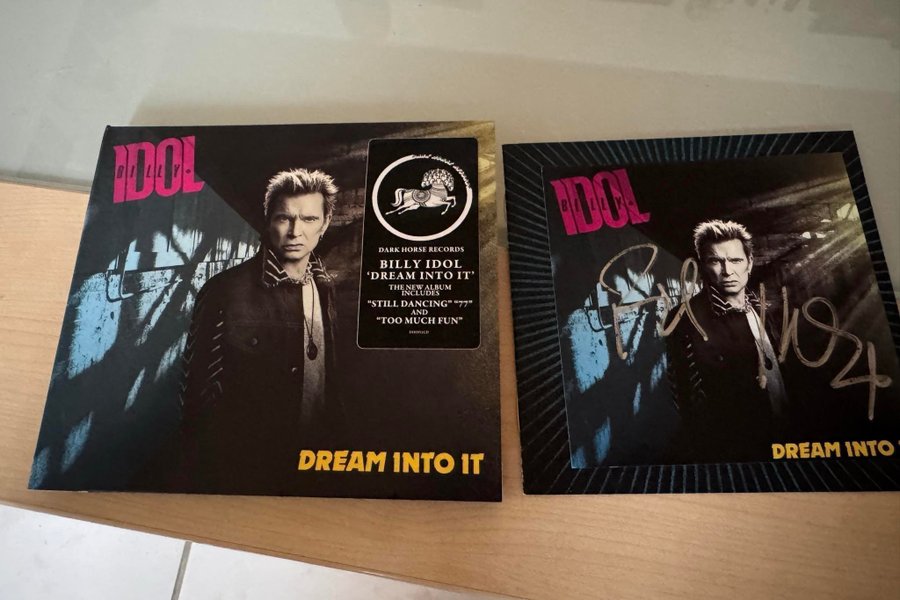 IDOL
BILLY
DARK HORSE RECORDS
BILLY IDOL
'DREAM INTO IT'
THE NEW ALBUM
INCLUDES
"STILL DANCING" "77"
AND
"TOO MUCH FUN"
DREAM INTO IT
IDOL
BILLY
DREAM INTO